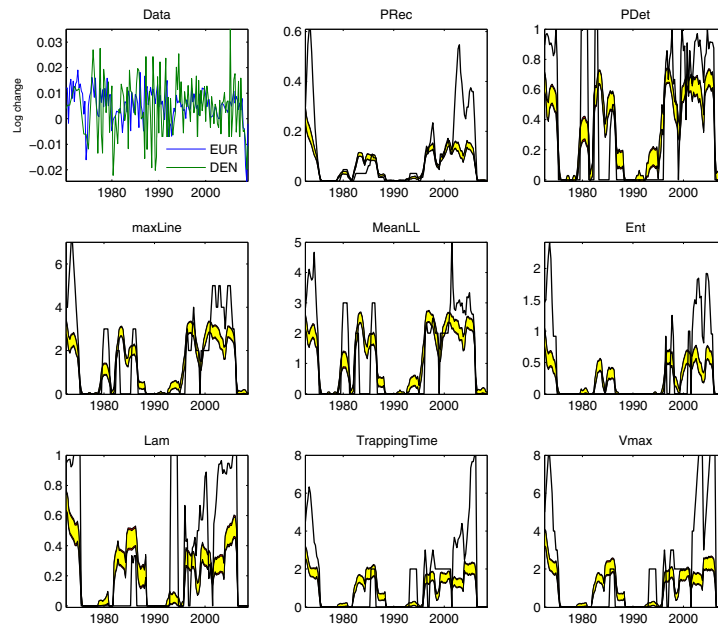 Data
PRec
PDet
0.03
0.02
0.01
0
−0.01
−0.02
Log change
EUR
DEN
1980 1990 2000
0.6
0.4
0.2
0
1980 1990 2000
1
0.8
0.6
0.4
0.2
0
1980 1990 2000
maxLine
MeanLL
Ent
6
4
2
0
1980 1990 2000
5
4
3
2
1
0
1980 1990 2000
2
1.5
1
0.5
0
1980 1990 2000
Lam
TrappingTime
Vmax
1
0.8
0.6
0.4
0.2
0
1980 1990 2000
8
6
4
2
0
1980 1990 2000
8
6
4
2
0
1980 1990 2000